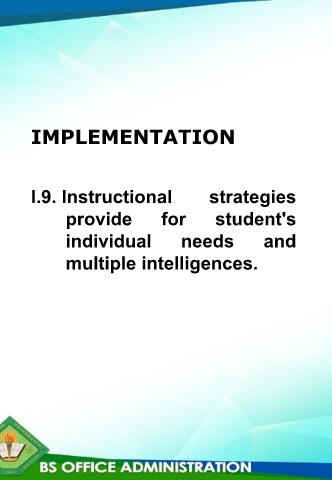 IMPLEMENTATION
I.9. Instructional strategies
provide for student's
individual needs and
multiple intelligences.
BS OFFICE ADMINISTRATION